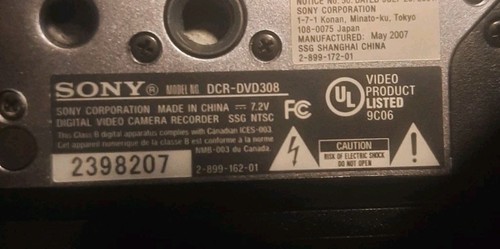 NOTICE NO. 50. DATED
SONY CORPORATION
1-7-1 Konan, Minato-ku, Tokyo
108-0075 Japan
MANUFACTURED: May 2007
SSG SHANGHAI CHINA
2-899-172-01
SONY® MODEL NO. DCR-DVD308
SONY CORPORATION MADE IN CHINA ⎓ 7.2V
DIGITAL VIDEO CAMERA RECORDER SSG NTSC
This Class B digital apparatus complies with Canadian ICES-003.
Cet appareil numérique de la classe B est conforme à la norme
NMB-003 du Canada.
2398207
2-899-162-01
FC
UL®
VIDEO
PRODUCT
LISTED
9C06
CAUTION
RISK OF ELECTRIC SHOCK
DO NOT OPEN